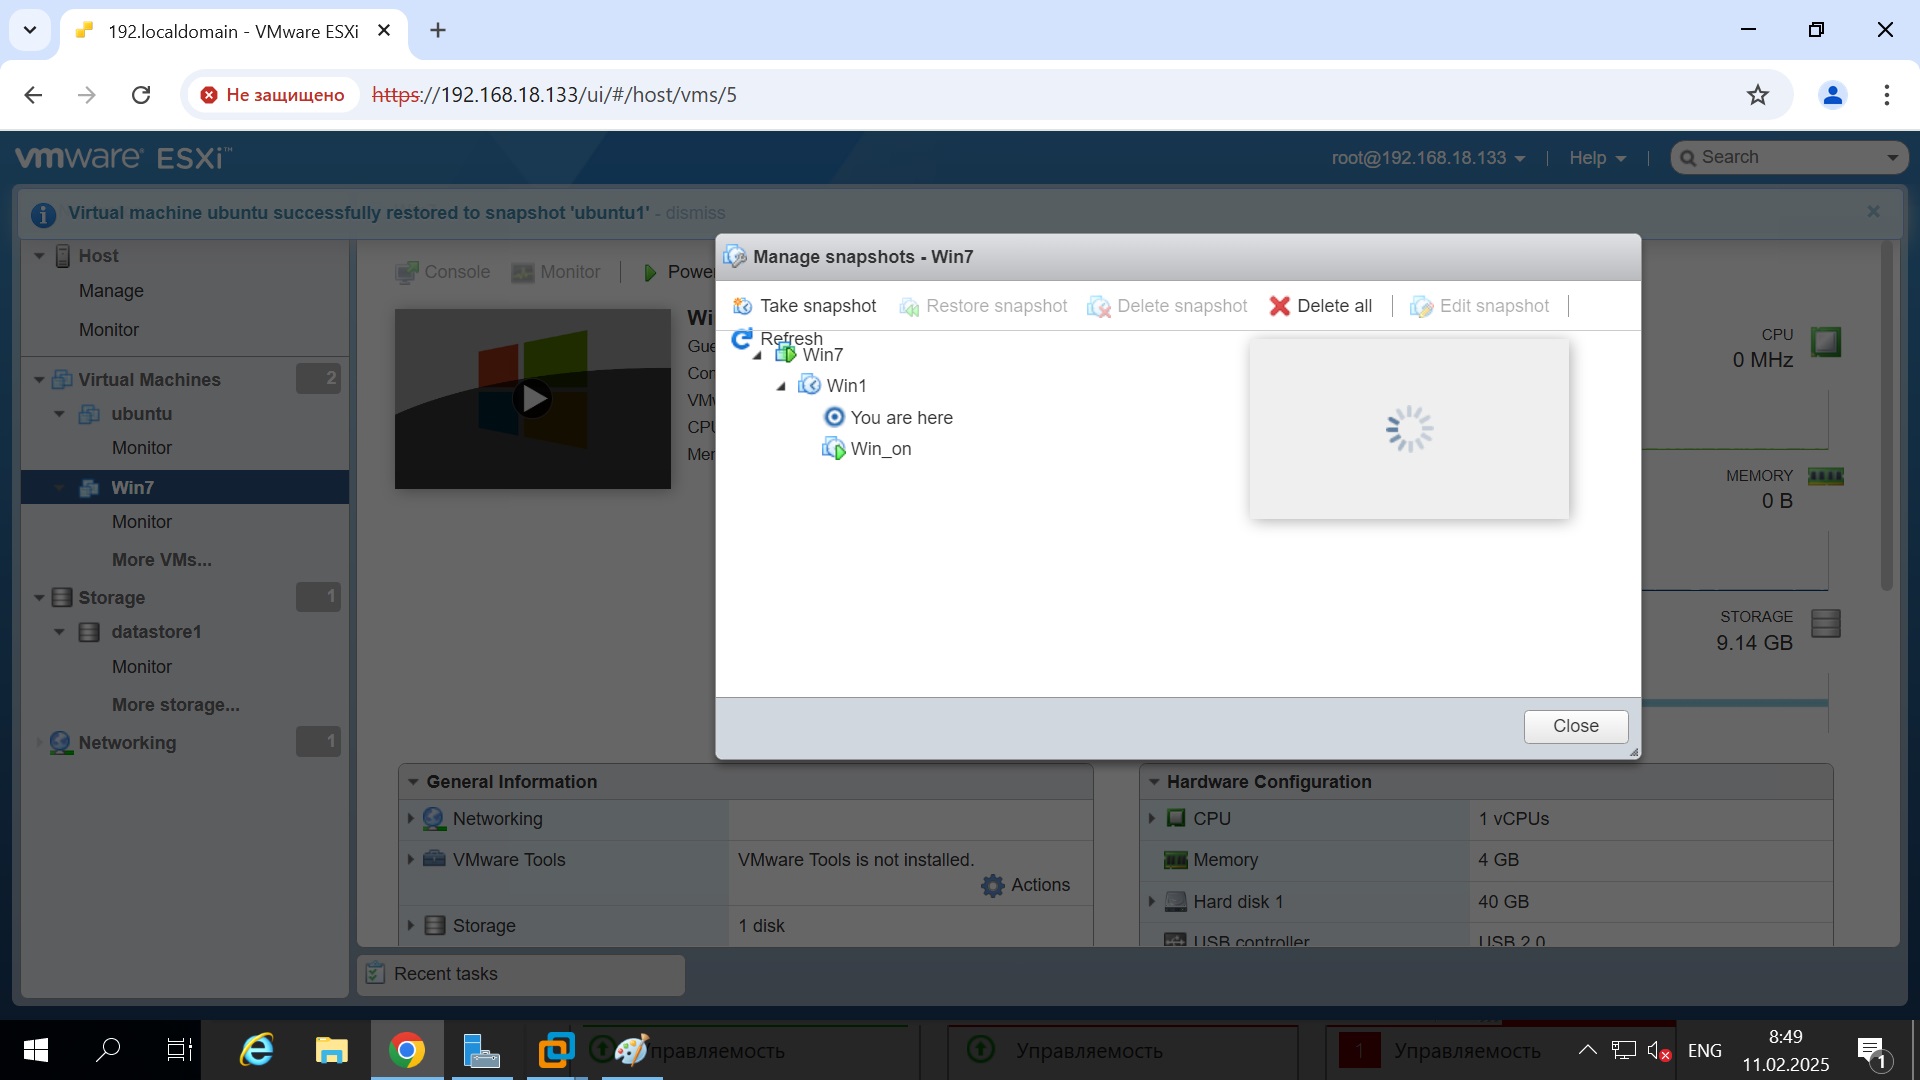 192.localdomain - VMware ESXi
Не защищено
https://192.168.18.133/ui/#/host/vms/5
vmware ESXi™
root@192.168.18.133
Help
Search
Virtual machine ubuntu successfully restored to snapshot 'ubuntu1' - dismiss
Host
Manage
Monitor
Virtual Machines
2
ubuntu
Monitor
Win7
Monitor
More VMs...
Storage
1
datastore1
Monitor
More storage...
Networking
1
Console
Monitor
Powe
Wi
Gue
Cor
VMv
CPU
Mer
CPU
0 MHz
MEMORY
0 B
STORAGE
9.14 GB
Manage snapshots - Win7
Take snapshot
Restore snapshot
Delete snapshot
Delete all
Edit snapshot
Refresh
Win7
Win1
You are here
Win_on
Close
General Information
Networking
VMware Tools
VMware Tools is not installed.
Actions
Storage
1 disk
Hardware Configuration
CPU
1 vCPUs
Memory
4 GB
Hard disk 1
40 GB
USB controller
USB 2.0
Recent tasks
правляемость
Управляемость
1
Управляемость
ENG
8:49
11.02.2025
1